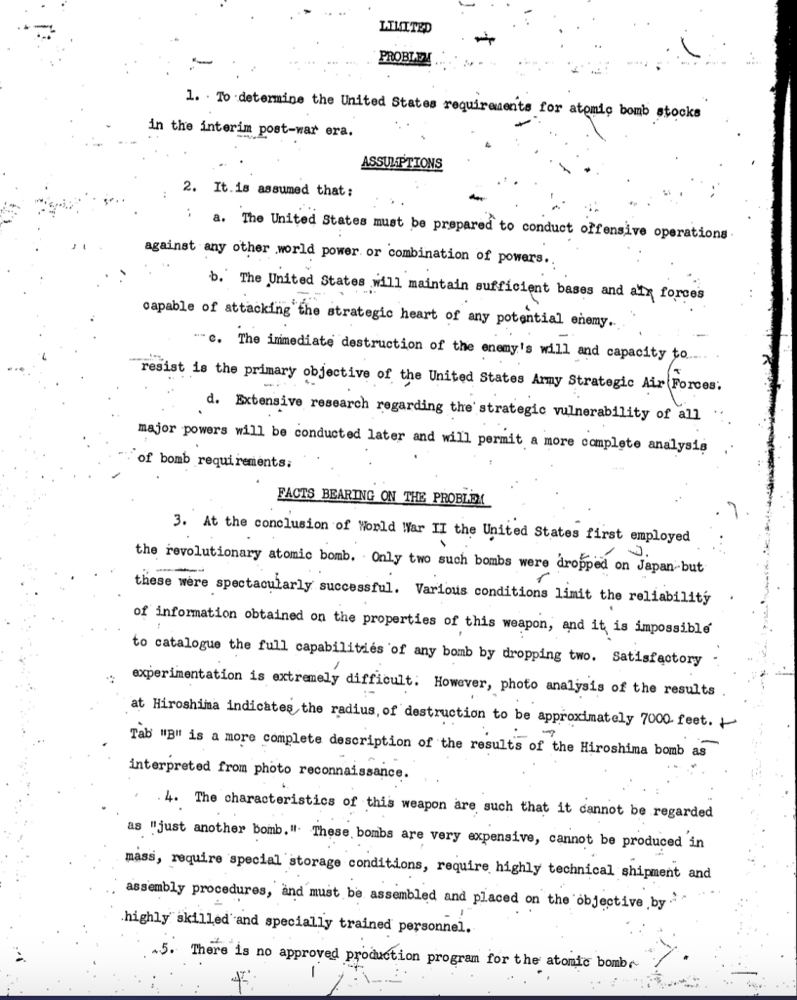 LIMITED
PROBLEM
1. To determine the United States requirements for atomic bomb stocks
in the interim post-war era.
ASSUMPTIONS
2. It is assumed that:
a. The United States must be prepared to conduct offensive operations
against any other world power or combination of powers.
b. The United States will maintain sufficient bases and air forces
capable of attacking the strategic heart of any potential enemy.
c. The immediate destruction of the enemy's will and capacity to
resist is the primary objective of the United States Army Strategic Air Forces.
d. Extensive research regarding the strategic vulnerability of all
major powers will be conducted later and will permit a more complete analysis
of bomb requirements.
FACTS BEARING ON THE PROBLEM
3. At the conclusion of World War II the United States first employed
the revolutionary atomic bomb. Only two such bombs were dropped on Japan but
these were spectacularly successful. Various conditions limit the reliability
of information obtained on the properties of this weapon, and it is impossible
to catalogue the full capabilities of any bomb by dropping two. Satisfactory
experimentation is extremely difficult. However, photo analysis of the results
at Hiroshima indicates the radius of destruction to be approximately 7000 feet.
Tab "B" is a more complete description of the results of the Hiroshima bomb as
interpreted from photo reconnaissance.
4. The characteristics of this weapon are such that it cannot be regarded
as "just another bomb." These bombs are very expensive, cannot be produced in
mass, require special storage conditions, require highly technical shipment and
assembly procedures, and must be assembled and placed on the objective by
highly skilled and specially trained personnel.
5. There is no approved production program for the atomic bomb.